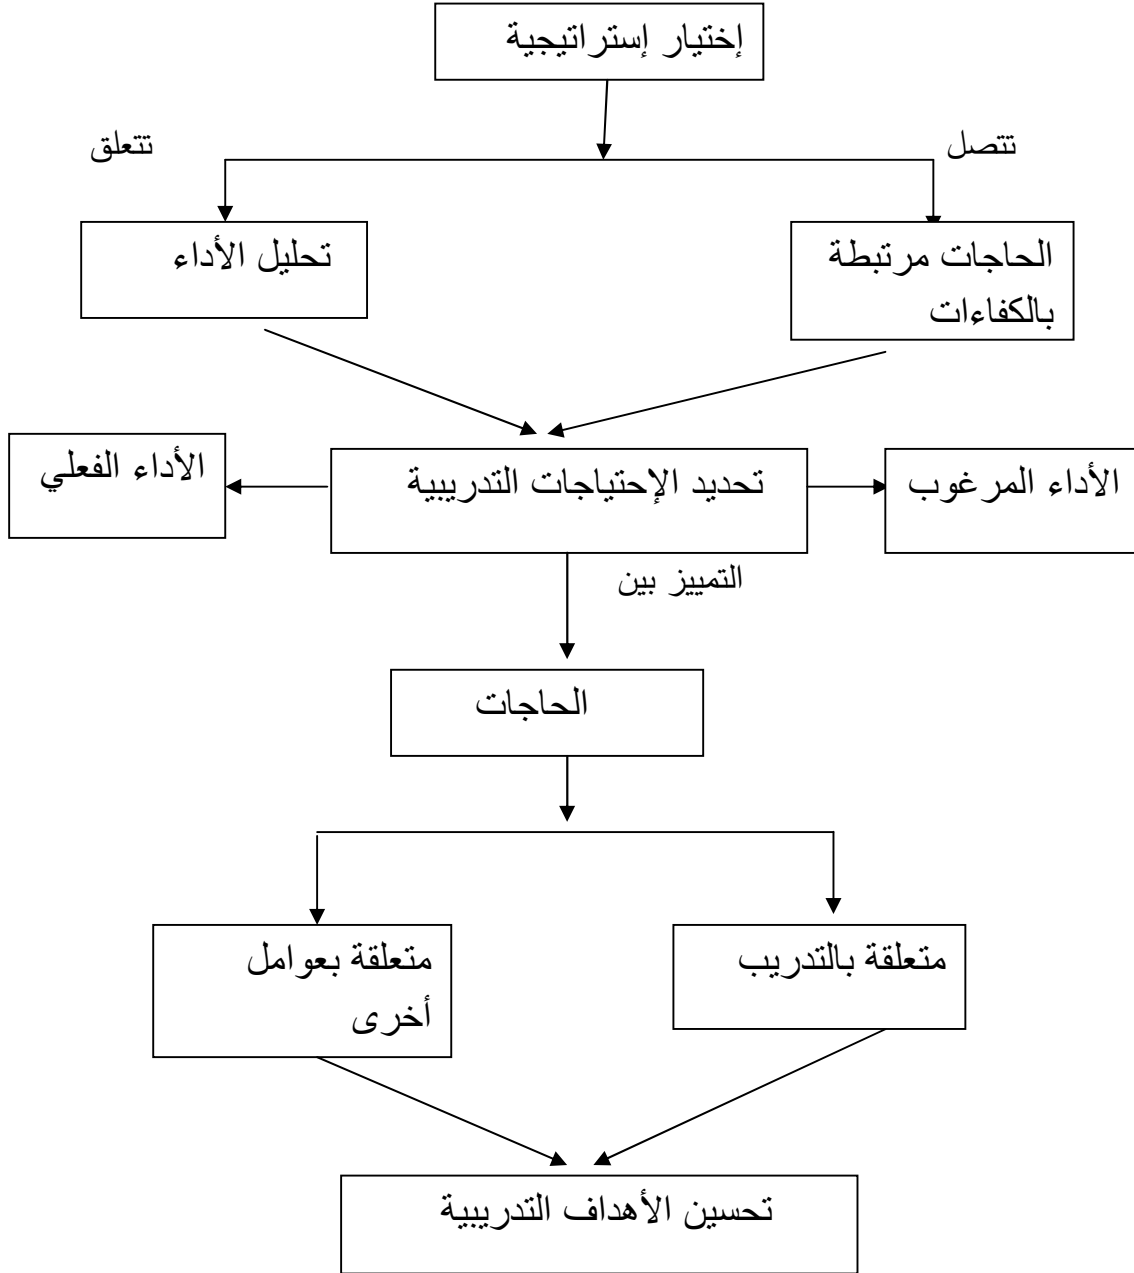 إختيار إستراتيجية
تتصل
تتعلق
الحاجات مرتبطة
بالكفاءات
تحليل الأداء
الأداء المرغوب
تحديد الإحتياجات التدريبية
الأداء الفعلي
التمييز بين
الحاجات
متعلقة بالتدريب
متعلقة بعوامل
أخرى
تحسين الأهداف التدريبية